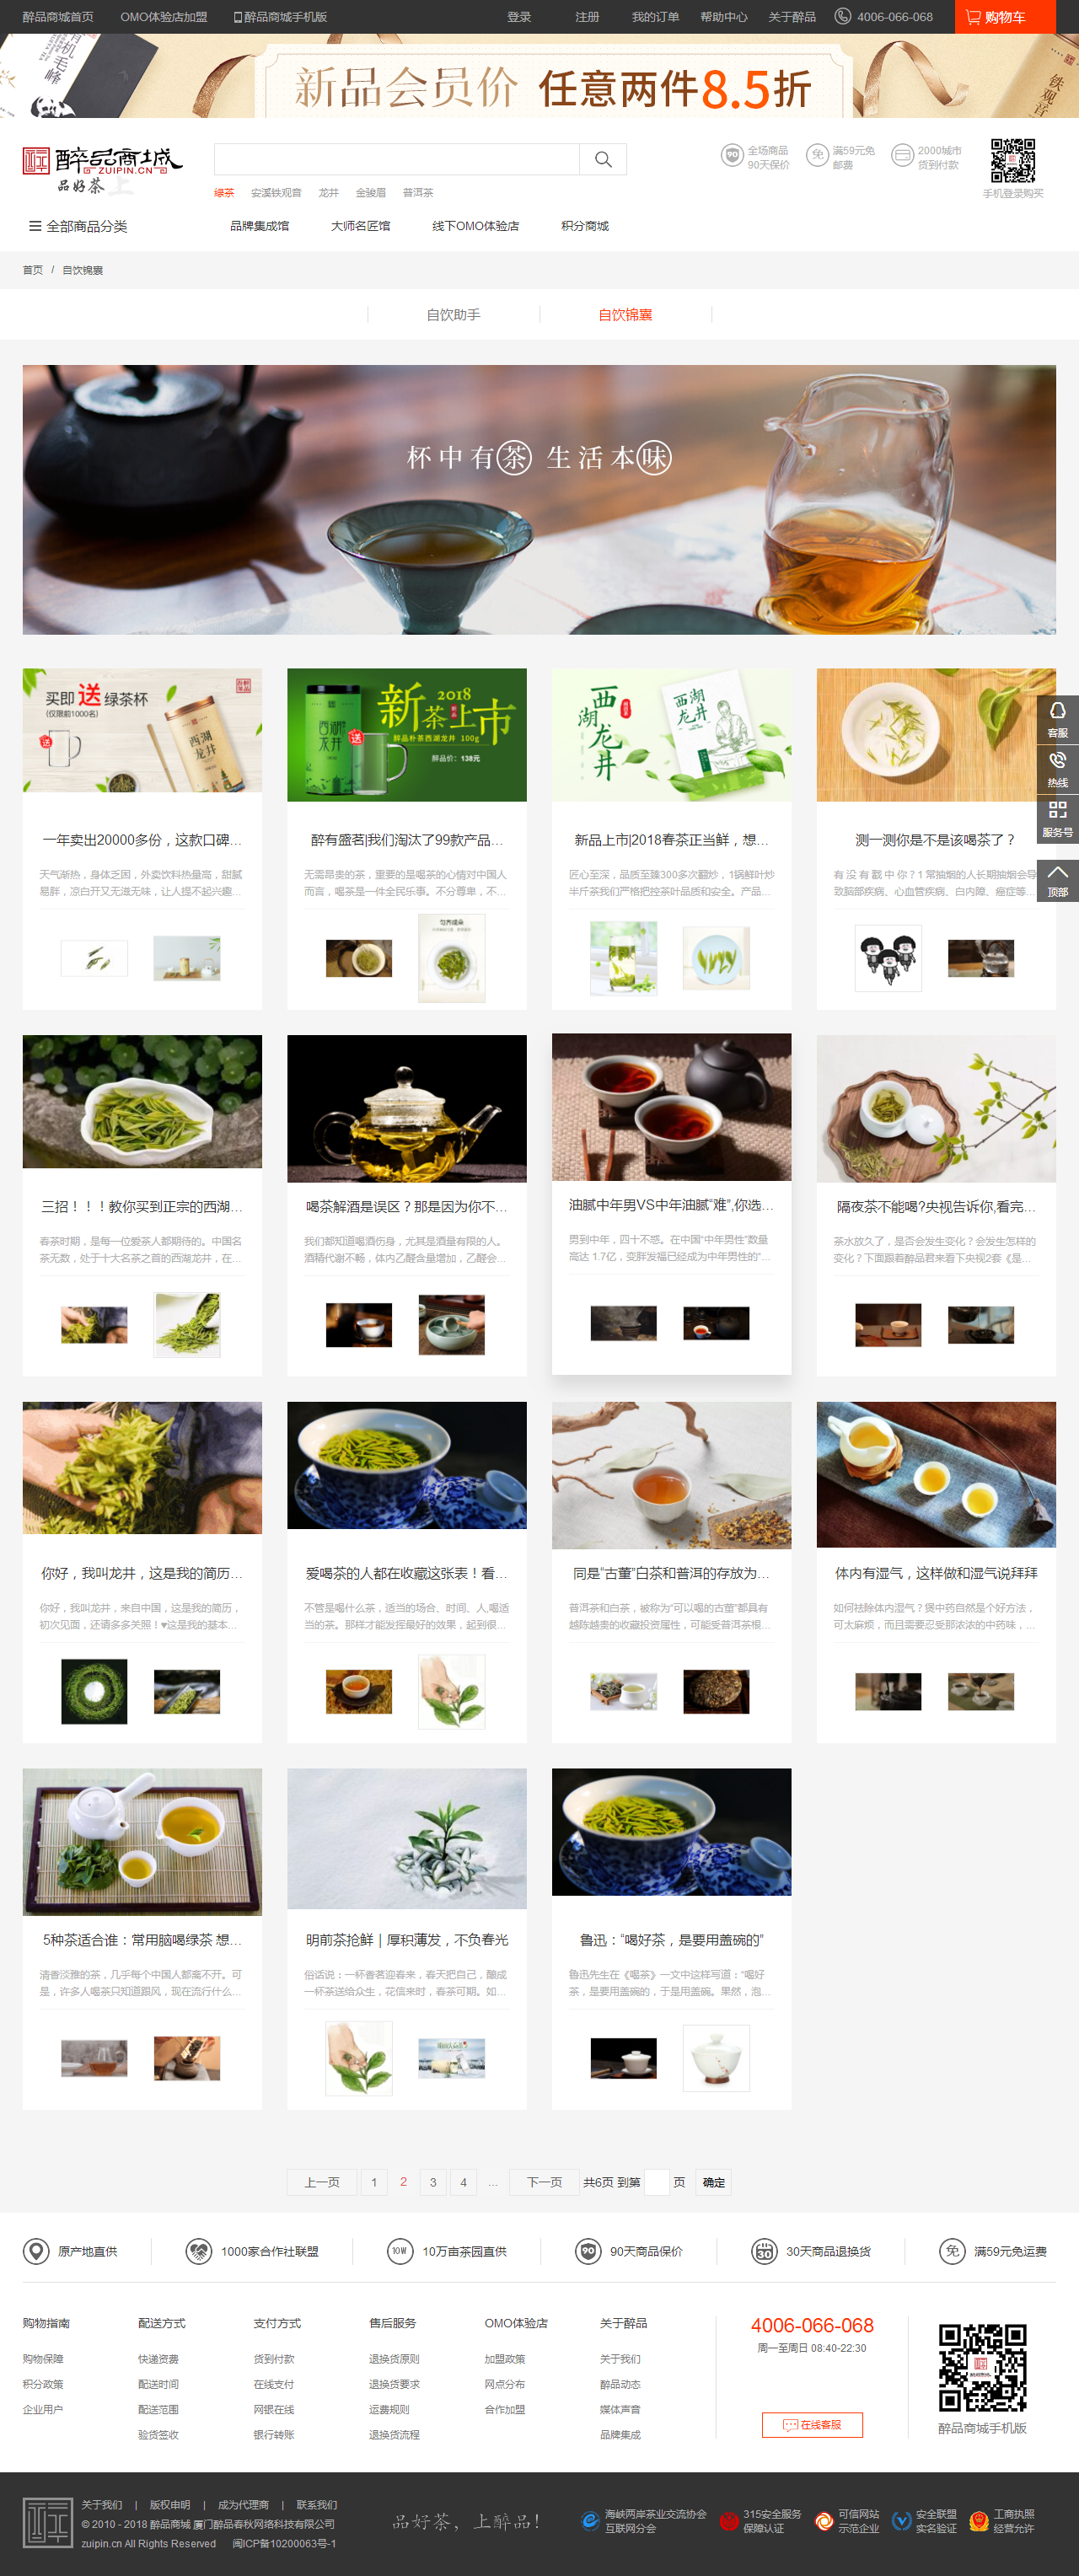 醉品商城首页 OMO体验店加盟 醉品商城手机版 登录 注册 我的订单 帮助中心 关于醉品 4006-066-068 购物车
新品会员价 任意两件8.5折
醉品商城
ZUIPIN.CN
品好茶上
绿茶 安溪铁观音 龙井 金骏眉 普洱茶
全场商品
90天保价
满59元免
邮费
2000城市
货到付款
手机登录购买
全部商品分类 品牌集成馆 大师名匠馆 线下OMO体验店 积分商城
首页 / 自饮锦囊
自饮助手 自饮锦囊
杯中有茶 生活本味
买即送绿茶杯
(仅限前1000名)
西湖龙井
新茶上市
2018
醉品朴茶西湖龙井 100g
醉品价：138元
西湖龙井
客服
热线
服务号
顶部
一年卖出20000多份，这款口碑...
天气渐热，身体乏困，外卖饮料热量高，甜腻
易胖，凉白开又无滋无味，让人提不起兴趣...
醉有盛茗|我们淘汰了99款产品...
无需昂贵的茶，重要的是喝茶的心情对中国人
而言，喝茶是一件全民乐事。不分尊卑，不...
新品上市|2018春茶正当鲜，想...
匠心至深，品质至臻300多次翻炒，1锅鲜叶炒
半斤茶我们严格把控茶叶品质和安全。产品...
测一测你是不是该喝茶了？
有 没 有 戳 中 你？1 常抽烟的人长期抽烟会导
致脑部疾病、心血管疾病、白内障、癌症等...
三招！！！教你买到正宗的西湖...
春茶时期，是每一位爱茶人都期待的。中国名
茶无数，处于十大名茶之首的西湖龙井，在...
喝茶解酒是误区？那是因为你不...
我们都知道喝酒伤身，尤其是酒量有限的人。
酒精代谢不畅，体内乙醛含量增加，乙醛会...
油腻中年男VS中年油腻“难”,你选...
男到中年，四十不惑。在中国“中年男性”数量
高达 1.7亿，变胖发福已经成为中年男性的“...
隔夜茶不能喝?央视告诉你,看完...
茶水放久了，是否会发生变化？会发生怎样的
变化？下面跟着醉品君来看下央视2套《是...
你好，我叫龙井，这是我的简历...
你好，我叫龙井，来自中国，这是我的简历，
初次见面，还请多多关照！♥这是我的基本...
爱喝茶的人都在收藏这张表！看...
不管是喝什么茶，适当的场合、时间、人,喝适
当的茶。那样才能发挥最好的效果，起到很...
同是“古董”白茶和普洱的存放为...
普洱茶和白茶，被称为“可以喝的古董”都具有
越陈越贵的收藏投资属性，可能受普洱茶根...
体内有湿气，这样做和湿气说拜拜
如何祛除体内湿气？煲中药自然是个好方法，
可太麻烦，而且需要忍受那浓浓的中药味，...
5种茶适合谁：常用脑喝绿茶 想...
清香淡雅的茶，几乎每个中国人都离不开。可
是，许多人喝茶只知道跟风，现在流行什么...
明前茶抢鲜｜厚积薄发，不负春光
俗话说：一杯香茗迎春来，春天把自己，酿成
一杯茶送给众生，花信来时，春茶可期。如...
鲁迅：“喝好茶，是要用盖碗的”
鲁迅先生在《喝茶》一文中这样写道：“喝好
茶，是要用盖碗的，于是用盖碗。果然，泡...
上一页 1 2 3 4 ... 下一页 共6页 到第 页 确定
原产地直供 1000家合作社联盟 10W 10万亩茶园直供 90 90天商品保价 30 30天商品退换货 免 满59元免运费
购物指南 配送方式 支付方式 售后服务 OMO体验店 关于醉品
购物保障 快递资费 货到付款 退换货原则 加盟政策 关于我们
积分政策 配送时间 在线支付 退换货要求 网点分布 醉品动态
企业用户 配送范围 网银在线 运费规则 合作加盟 媒体声音
验货签收 银行转账 退换货流程 品牌集成
4006-066-068
周一至周日 08:40-22:30
在线客服
醉品商城手机版
关于我们 | 版权申明 | 成为代理商 | 联系我们
© 2010 - 2018 醉品商城 厦门醉品春秋网络科技有限公司
zuipin.cn All Rights Reserved 闽ICP备10200063号-1
品好茶，上醉品！
海峡两岸茶业交流协会
互联网分会
315安全服务
保障认证
可信网站
示范企业
安全联盟
实名验证
工商执照
经营允许